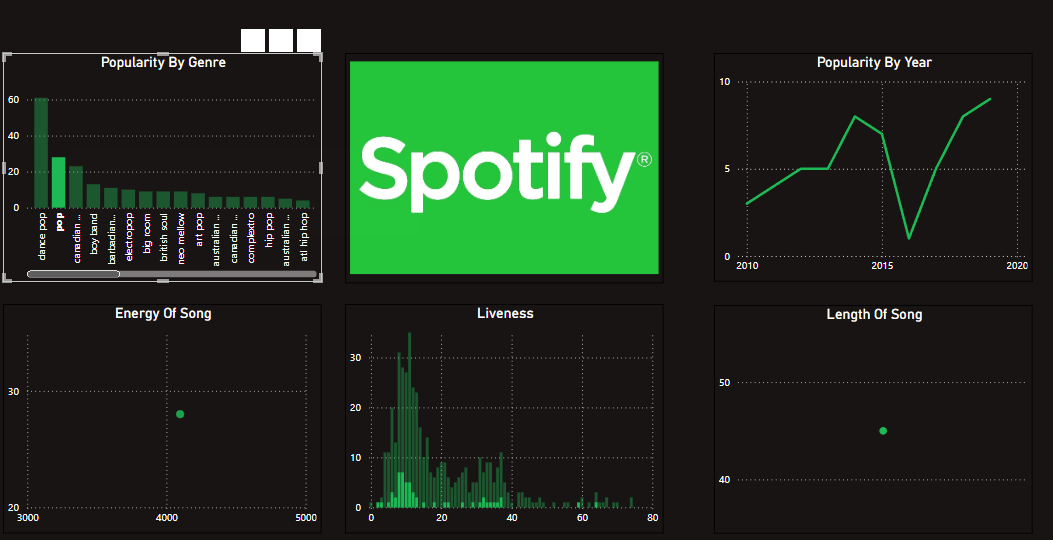 Popularity By Genre
60
40
20
0
dance pop
pop
canadian ...
boy band
barbadian...
electropop
big room
british soul
neo mellow
art pop
australian ...
canadian ...
complextro
hip pop
australian ...
atl hip hop
Spotify®
Popularity By Year
10
5
0
2010
2015
2020
Energy Of Song
30
20
3000
4000
5000
Liveness
30
20
10
0
0
20
40
60
80
Length Of Song
50
40